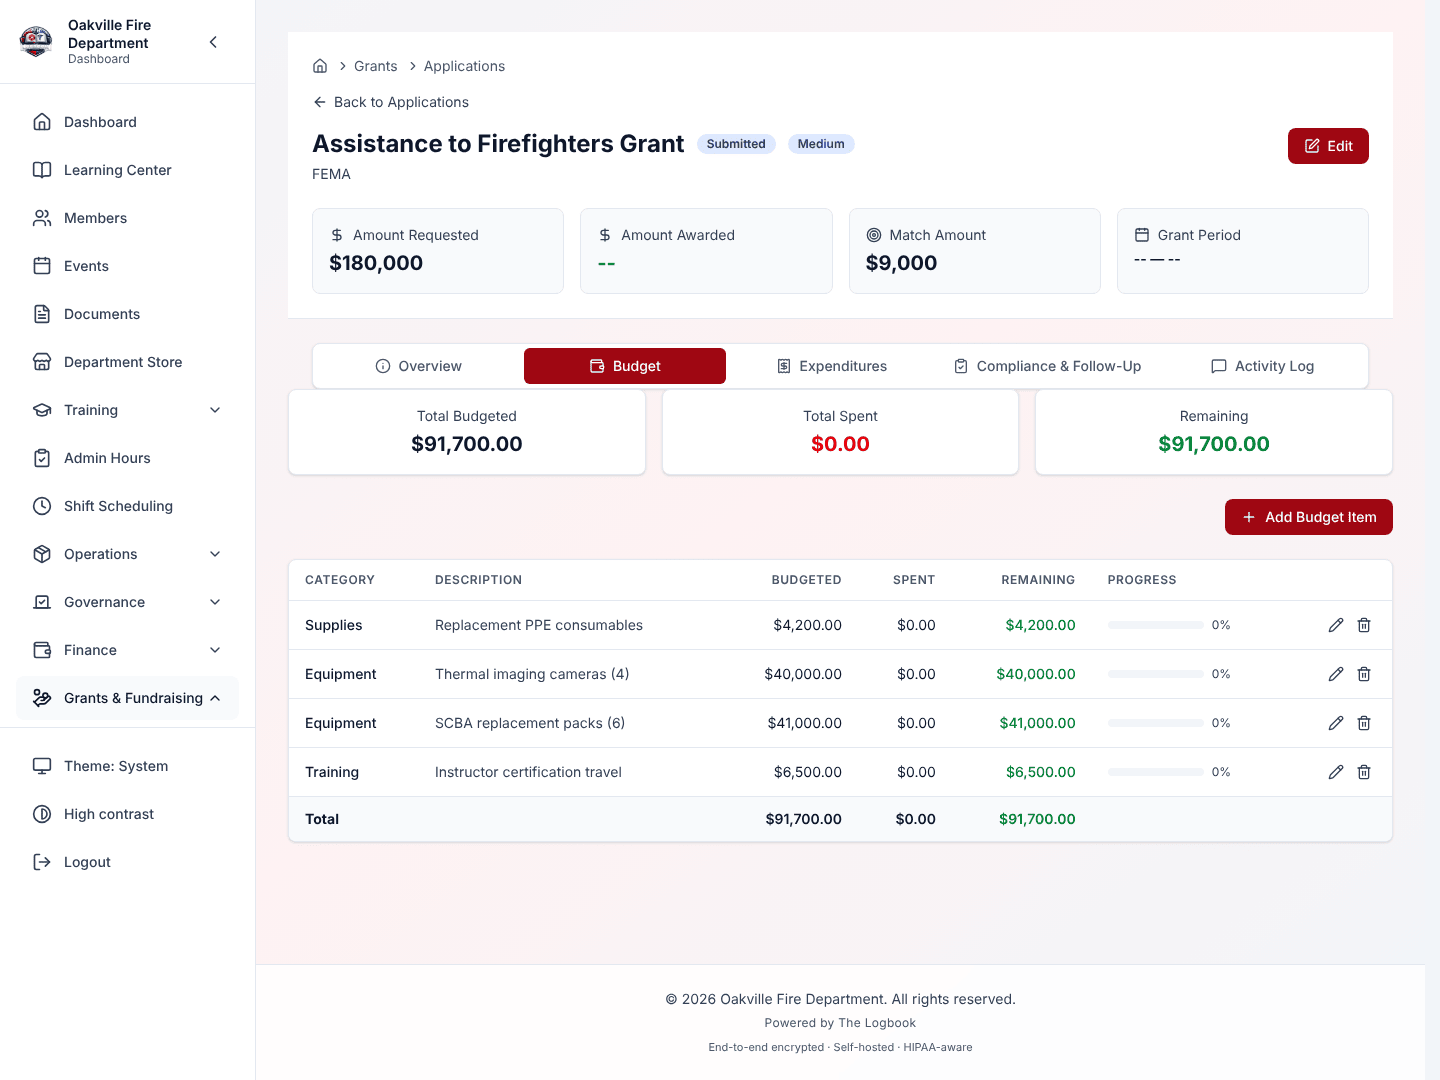 Oakville Fire
Department
Dashboard
Dashboard
Learning Center
Members
Events
Documents
Department Store
Training
Admin Hours
Shift Scheduling
Operations
Governance
Finance
Grants & Fundraising
Theme: System
High contrast
Logout
Grants Applications
Back to Applications
Assistance to Firefighters Grant Submitted Medium
Edit
FEMA
Amount Requested
$180,000
Amount Awarded
--
Match Amount
$9,000
Grant Period
-- — --
Overview Budget Expenditures Compliance & Follow-Up Activity Log
Total Budgeted
$91,700.00
Total Spent
$0.00
Remaining
$91,700.00
Add Budget Item
CATEGORY DESCRIPTION BUDGETED SPENT REMAINING PROGRESS
Supplies Replacement PPE consumables $4,200.00 $0.00 $4,200.00 0%
Equipment Thermal imaging cameras (4) $40,000.00 $0.00 $40,000.00 0%
Equipment SCBA replacement packs (6) $41,000.00 $0.00 $41,000.00 0%
Training Instructor certification travel $6,500.00 $0.00 $6,500.00 0%
Total $91,700.00 $0.00 $91,700.00
© 2026 Oakville Fire Department. All rights reserved.
Powered by The Logbook
End-to-end encrypted · Self-hosted · HIPAA-aware